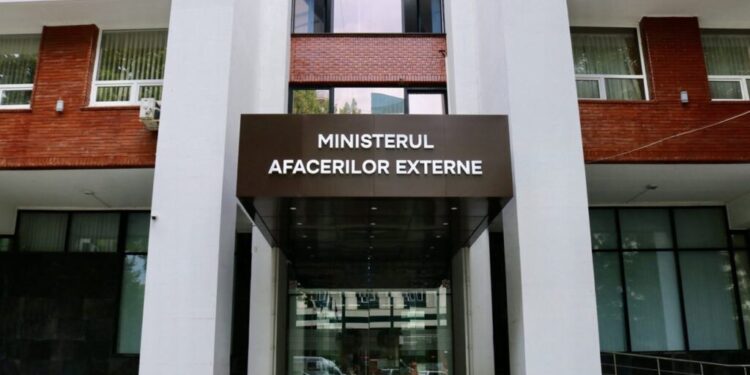 MINISTERUL
AFACERILOR EXTERNE